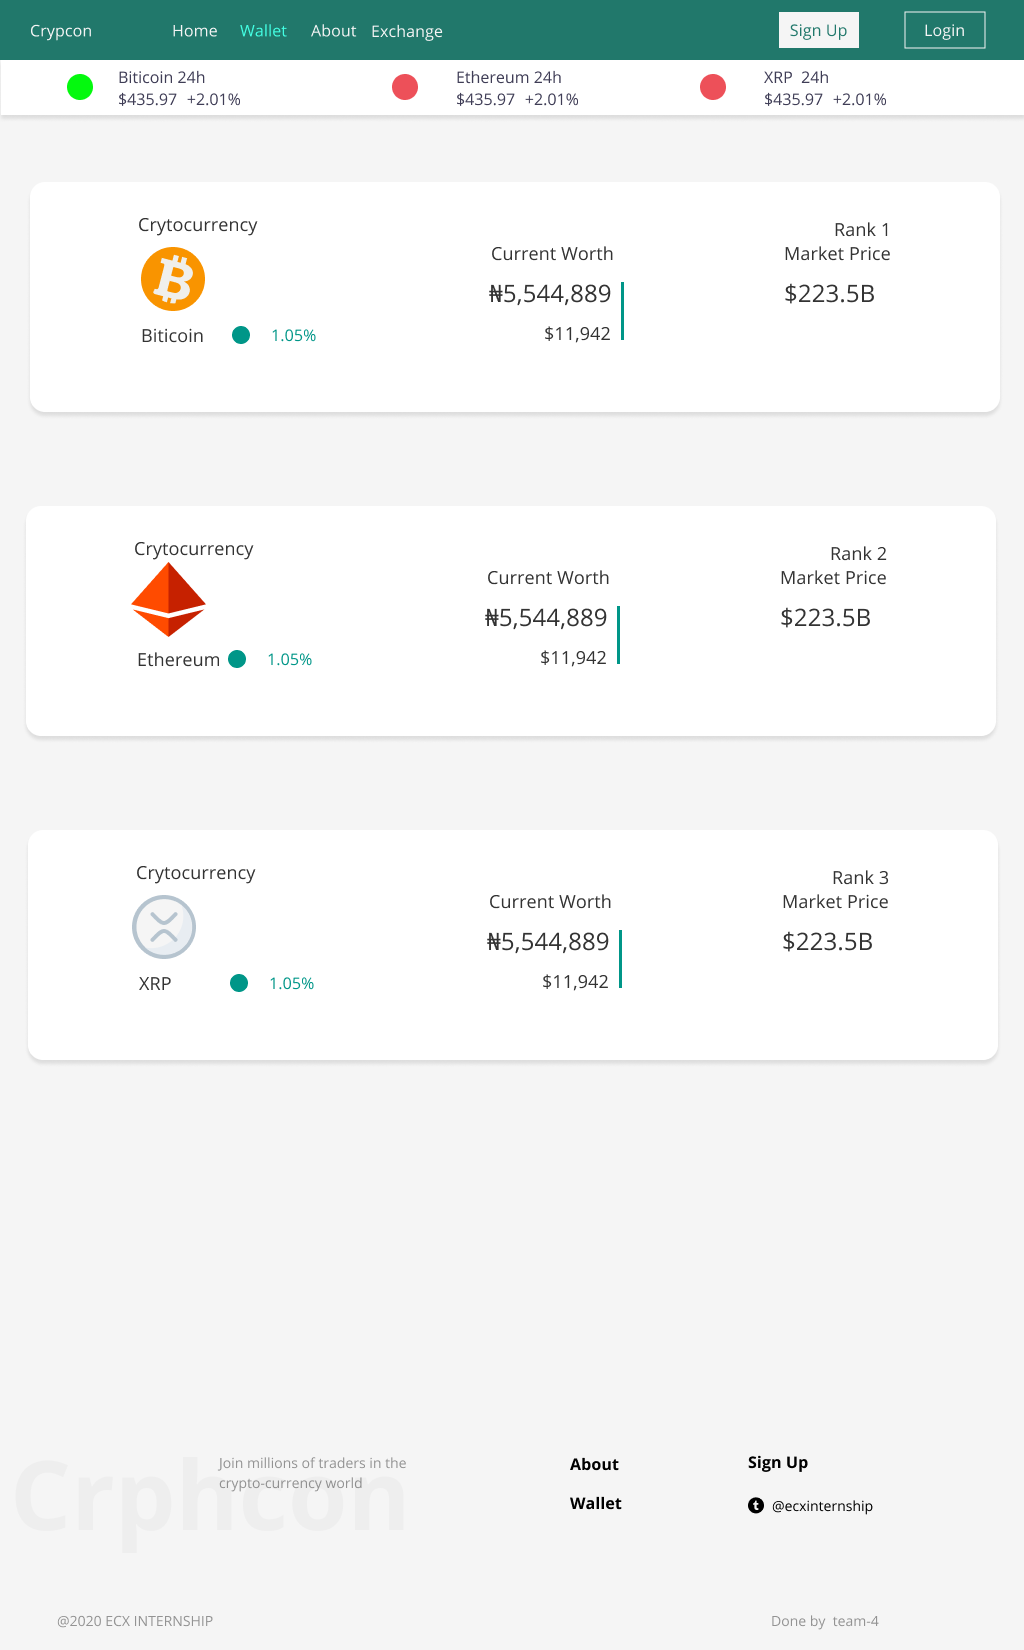 Crypcon Home Wallet About Exchange Sign Up Login
Biticoin 24h
$435.97 +2.01%
Ethereum 24h
$435.97 +2.01%
XRP 24h
$435.97 +2.01%
Crytocurrency
Biticoin 1.05%
Current Worth
₦5,544,889
$11,942
Rank 1
Market Price
$223.5B
Crytocurrency
Ethereum 1.05%
Current Worth
₦5,544,889
$11,942
Rank 2
Market Price
$223.5B
Crytocurrency
XRP 1.05%
Current Worth
₦5,544,889
$11,942
Rank 3
Market Price
$223.5B
Crphcon
Join millions of traders in the
crypto-currency world
About
Wallet
Sign Up
@ecxinternship
@2020 ECX INTERNSHIP
Done by team-4